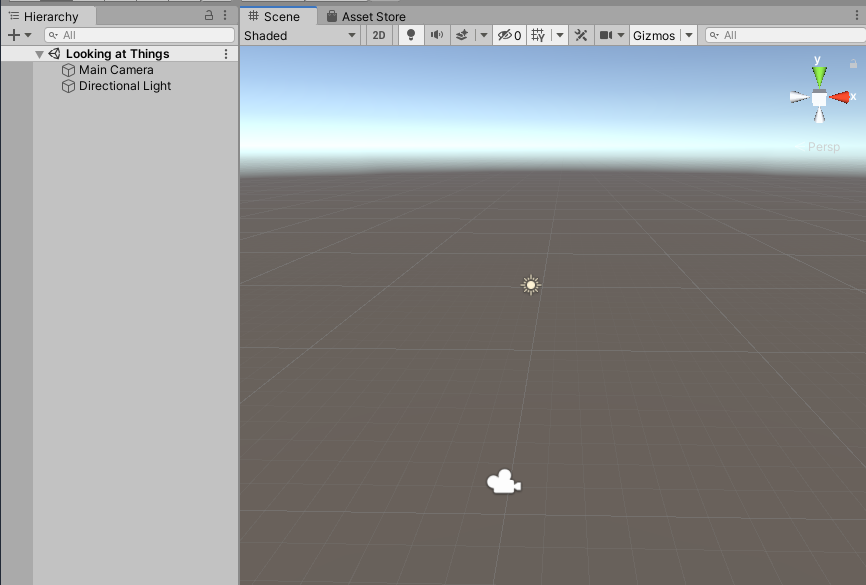 Hierarchy
All
Looking at Things
Main Camera
Directional Light
Scene
Asset Store
Shaded
2D
0
Gizmos
All
y
x
Persp